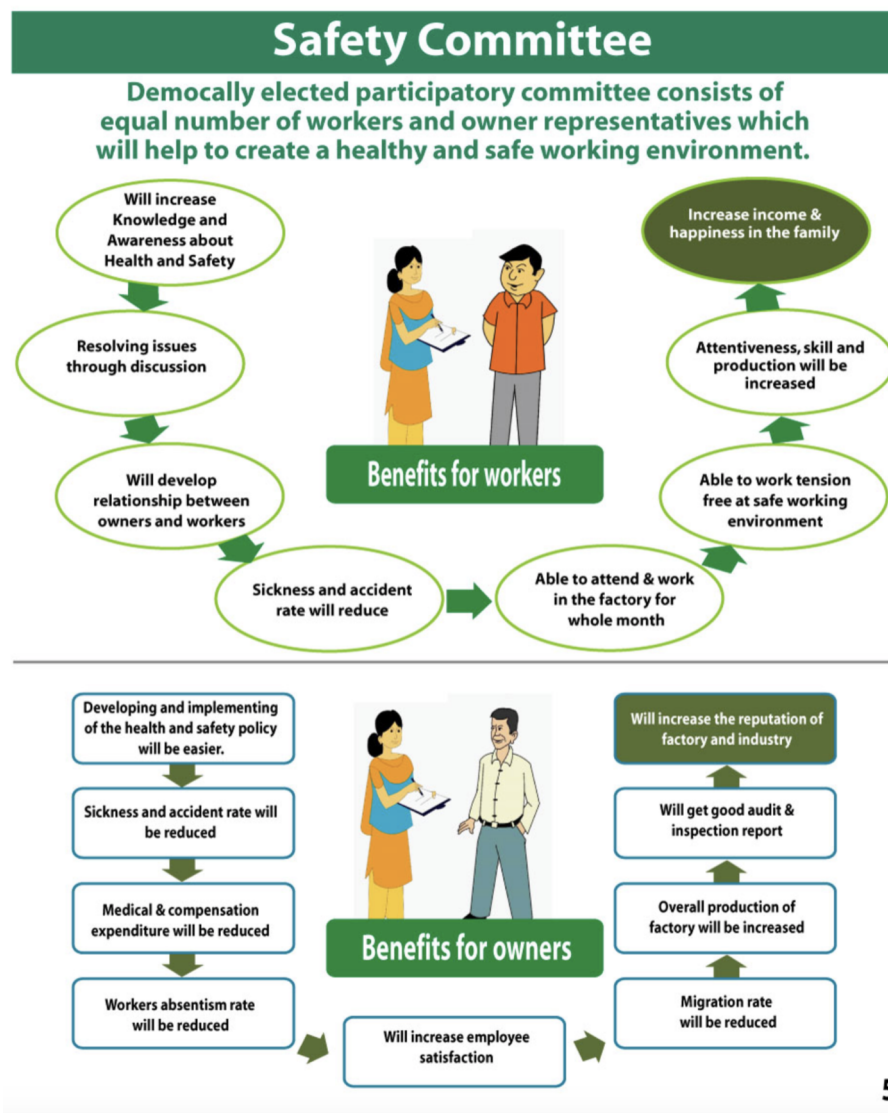 Safety Committee
Democally elected participatory committee consists of
equal number of workers and owner representatives which
will help to create a healthy and safe working environment.
Will increase
Knowledge and
Awareness about
Health and Safety
Resolving issues
through discussion
Will develop
relationship between
owners and workers
Sickness and accident
rate will reduce
Able to attend & work
in the factory for
whole month
Able to work tension
free at safe working
environment
Attentiveness, skill and
production will be
increased
Increase income &
happiness in the family
Benefits for workers
Developing and implementing
of the health and safety policy
will be easier.
Sickness and accident rate will
be reduced
Medical & compensation
expenditure will be reduced
Workers absentism rate
will be reduced
Will increase employee
satisfaction
Migration rate
will be reduced
Overall production of
factory will be increased
Will get good audit &
inspection report
Will increase the reputation of
factory and industry
Benefits for owners